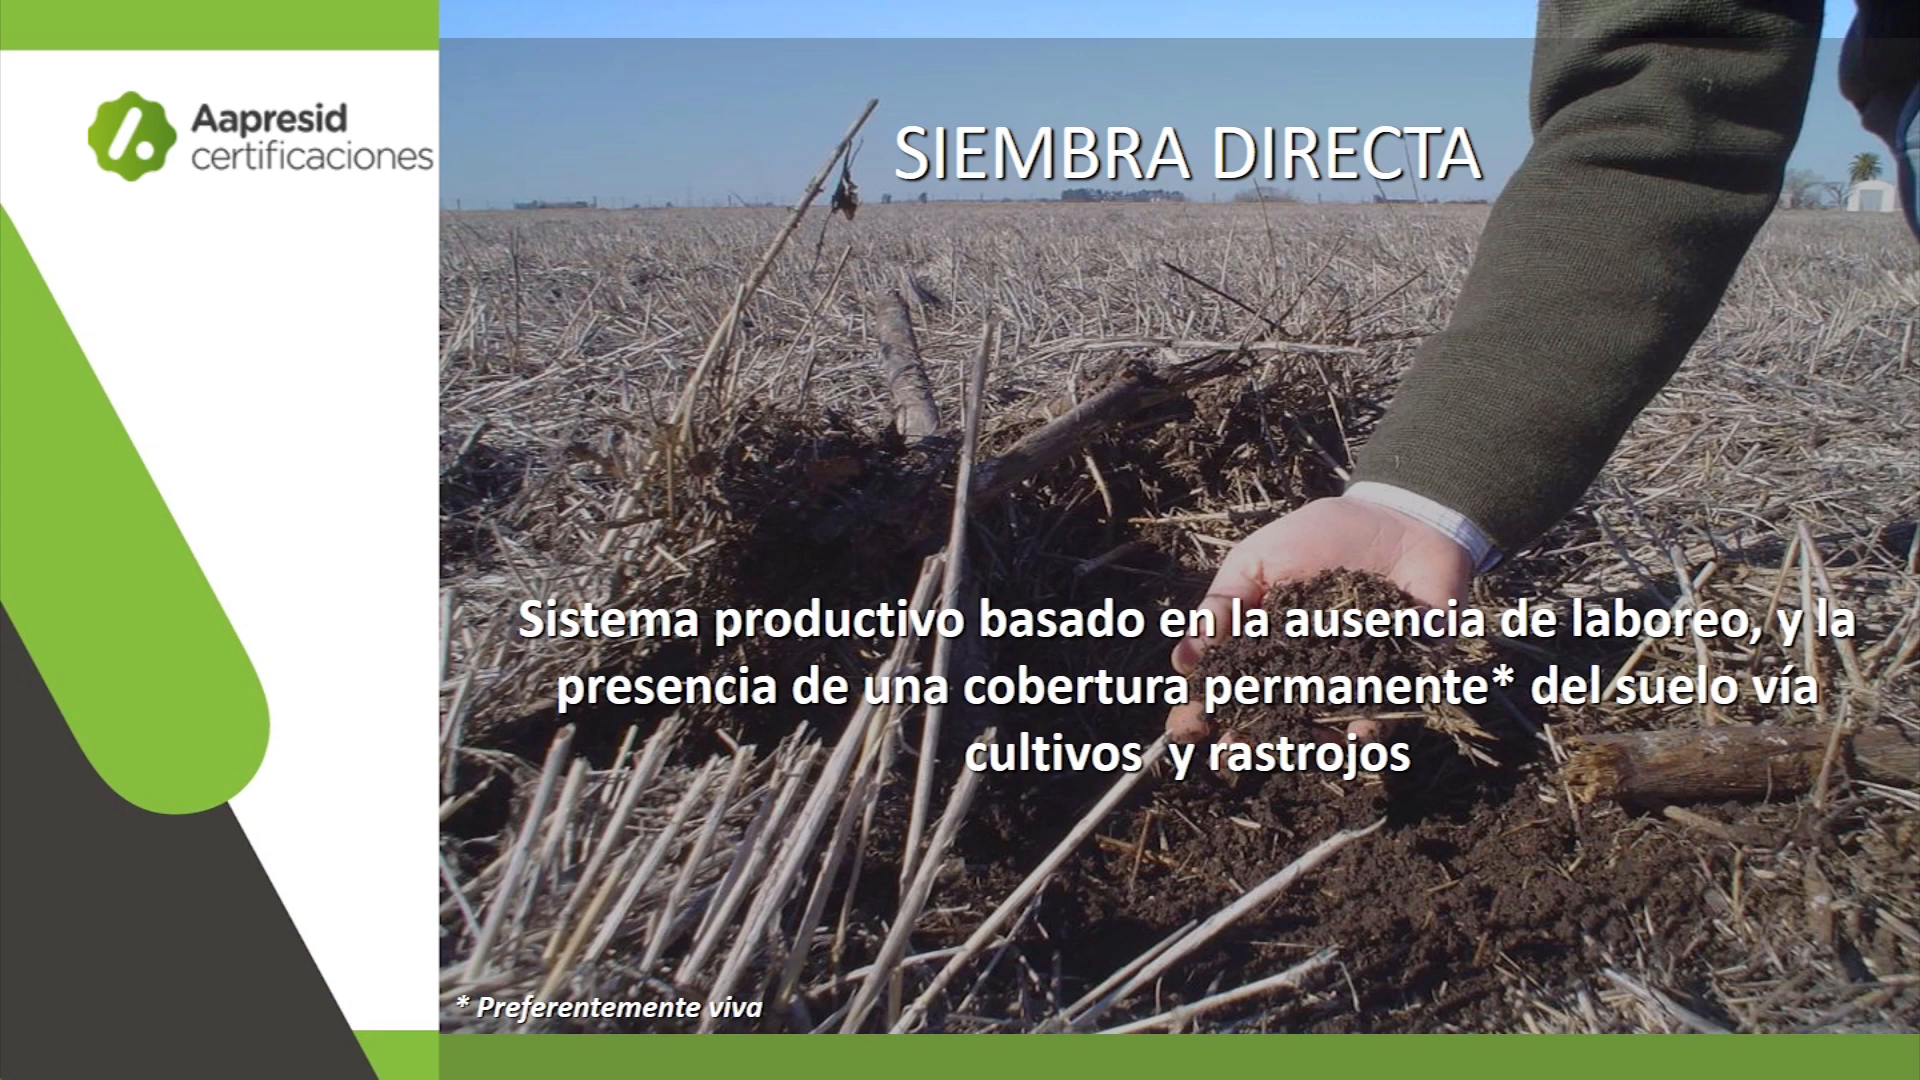 Aapresid
certificaciones
SIEMBRA DIRECTA
Sistema productivo basado en la ausencia de laboreo, y la
presencia de una cobertura permanente* del suelo vía
cultivos  y rastrojos
* Preferentemente viva